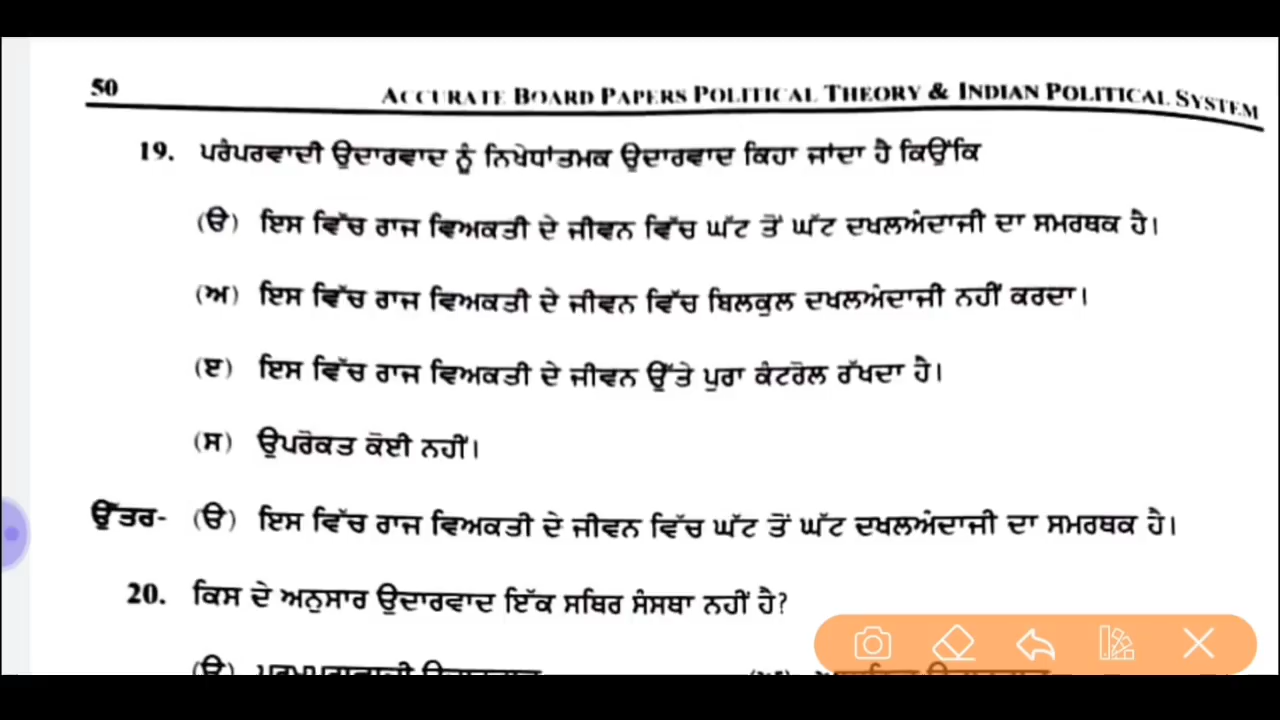 50 ACCURATE BOARD PAPERS POLITICAL THEORY & INDIAN POLITICAL SYSTEM
19. ਪਰੰਪਰਵਾਦੀ ਉਦਾਰਵਾਦ ਨੂੰ ਨਿਖੇਧਾਂਤਮਕ ਉਦਾਰਵਾਦ ਕਿਹਾ ਜਾਂਦਾ ਹੈ ਕਿਉਂਕਿ
(ੳ) ਇਸ ਵਿੱਚ ਰਾਜ ਵਿਅਕਤੀ ਦੇ ਜੀਵਨ ਵਿੱਚ ਘੱਟ ਤੋਂ ਘੱਟ ਦਖਲਅੰਦਾਜੀ ਦਾ ਸਮਰਥਕ ਹੈ।
(ਅ) ਇਸ ਵਿੱਚ ਰਾਜ ਵਿਅਕਤੀ ਦੇ ਜੀਵਨ ਵਿੱਚ ਬਿਲਕੁਲ ਦਖਲਅੰਦਾਜੀ ਨਹੀਂ ਕਰਦਾ।
(ੲ) ਇਸ ਵਿੱਚ ਰਾਜ ਵਿਅਕਤੀ ਦੇ ਜੀਵਨ ਉੱਤੇ ਪੁਰਾ ਕੰਟਰੋਲ ਰੱਖਦਾ ਹੈ।
(ਸ) ਉਪਰੋਕਤ ਕੋਈ ਨਹੀਂ।
ਉੱਤਰ- (ੳ) ਇਸ ਵਿੱਚ ਰਾਜ ਵਿਅਕਤੀ ਦੇ ਜੀਵਨ ਵਿੱਚ ਘੱਟ ਤੋਂ ਘੱਟ ਦਖਲਅੰਦਾਜੀ ਦਾ ਸਮਰਥਕ ਹੈ।
20. ਕਿਸ ਦੇ ਅਨੁਸਾਰ ਉਦਾਰਵਾਦ ਇੱਕ ਸਥਿਰ ਸੰਸਥਾ ਨਹੀਂ ਹੈ?
(ੳ)